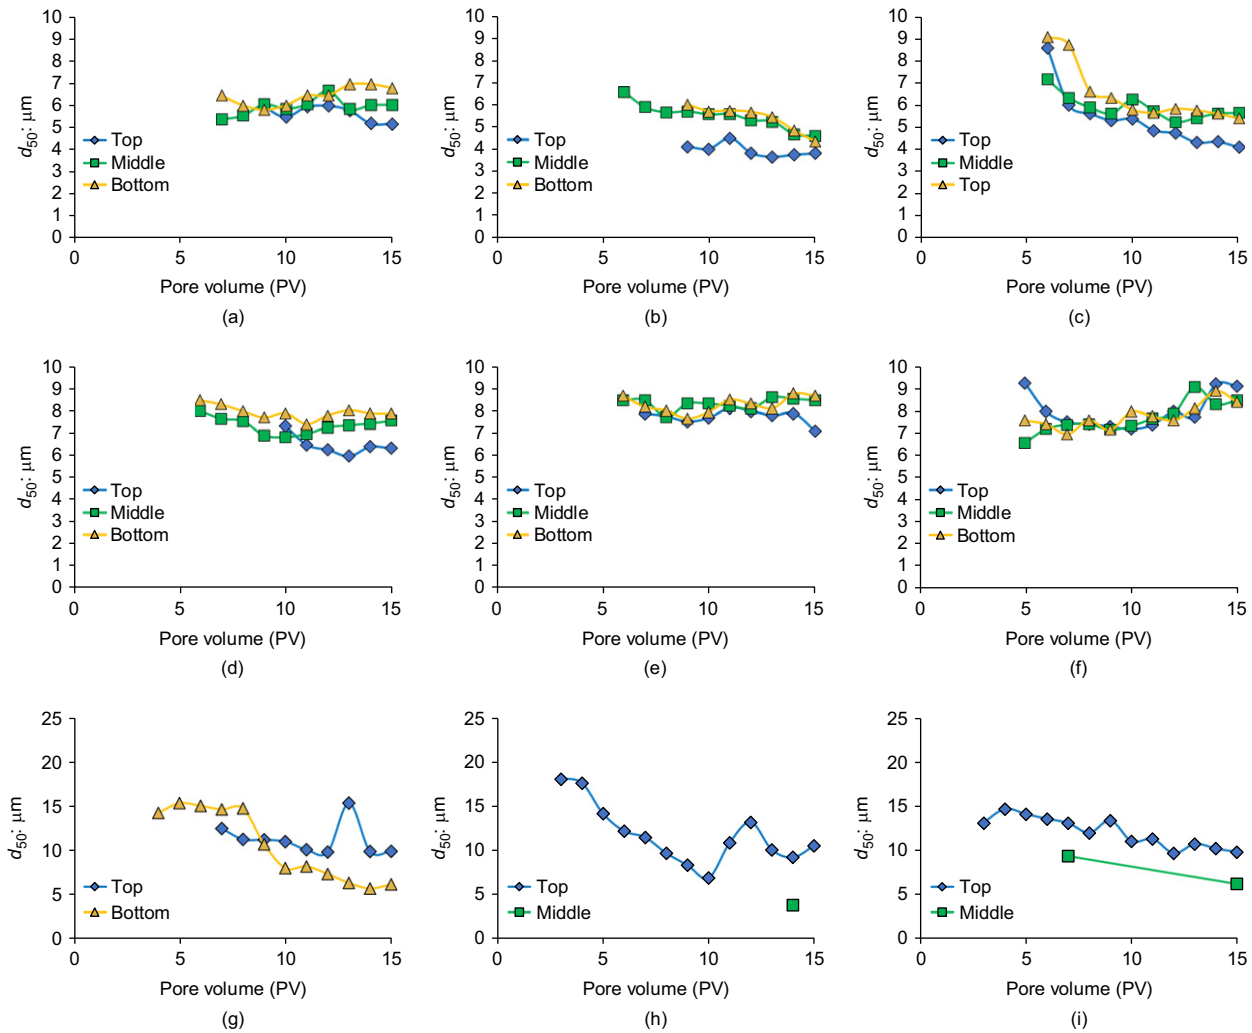 10
9
8
7
6
5
4
3
2
1
0
d50: μm
Top
Middle
Bottom
0 5 10 15
Pore volume (PV)
(a)
10
9
8
7
6
5
4
3
2
1
0
d50: μm
Top
Middle
Bottom
0 5 10 15
Pore volume (PV)
(b)
10
9
8
7
6
5
4
3
2
1
0
d50: μm
Top
Middle
Top
0 5 10 15
Pore volume (PV)
(c)
10
9
8
7
6
5
4
3
2
1
0
d50: μm
Top
Middle
Bottom
0 5 10 15
Pore volume (PV)
(d)
10
9
8
7
6
5
4
3
2
1
0
d50: μm
Top
Middle
Bottom
0 5 10 15
Pore volume (PV)
(e)
10
9
8
7
6
5
4
3
2
1
0
d50: μm
Top
Middle
Bottom
0 5 10 15
Pore volume (PV)
(f)
25
20
15
10
5
0
d50: μm
Top
Bottom
0 5 10 15
Pore volume (PV)
(g)
25
20
15
10
5
0
d50: μm
Top
Middle
0 5 10 15
Pore volume (PV)
(h)
25
20
15
10
5
0
d50: μm
Top
Middle
0 5 10 15
Pore volume (PV)
(i)